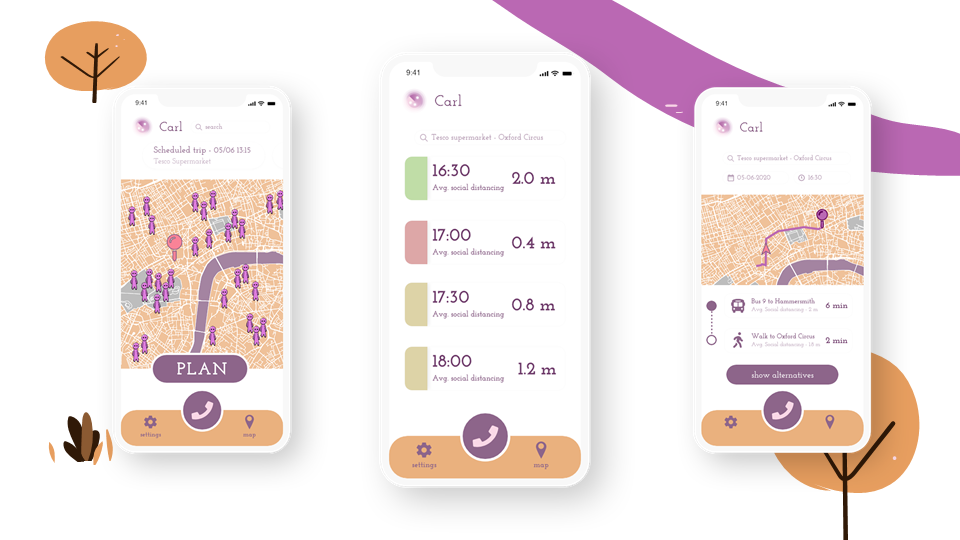 9:41
Carl
search
Scheduled trip - 05/06 13:15
Tesco Supermarket
PLAN
settings
map
9:41
Carl
Tesco supermarket - Oxford Circus
16:30
Avg. social distancing
2.0 m
17:00
Avg. social distancing
0.4 m
17:30
Avg. social distancing
0.8 m
18:00
Avg. social distancing
1.2 m
settings
map
9:41
Carl
Tesco supermarket - Oxford Circus
05-06-2020
16:30
Bus 9 to Hammersmith
Avg. Social distancing - 2 m
6 min
Walk to Oxford Circus
Avg. Social distancing - 1.8 m
2 min
show alternatives